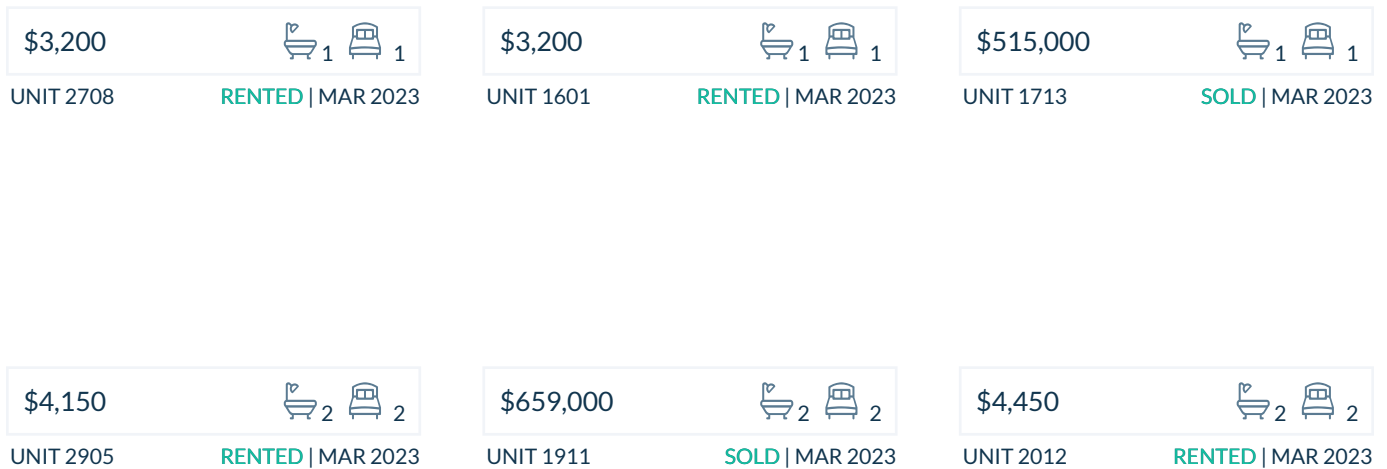 $3,200 1 1
UNIT 2708 RENTED | MAR 2023
$3,200 1 1
UNIT 1601 RENTED | MAR 2023
$515,000 1 1
UNIT 1713 SOLD | MAR 2023
$4,150 2 2
UNIT 2905 RENTED | MAR 2023
$659,000 2 2
UNIT 1911 SOLD | MAR 2023
$4,450 2 2
UNIT 2012 RENTED | MAR 2023